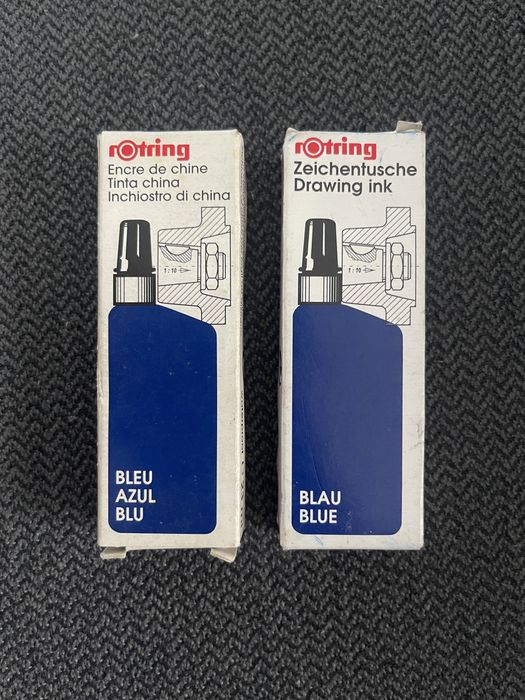 rotring
Encre de chine
Tinta china
Inchiostro di china
1:10
BLEU
AZUL
BLU
rotring
Zeichentusche
Drawing ink
1:10
BLAU
BLUE